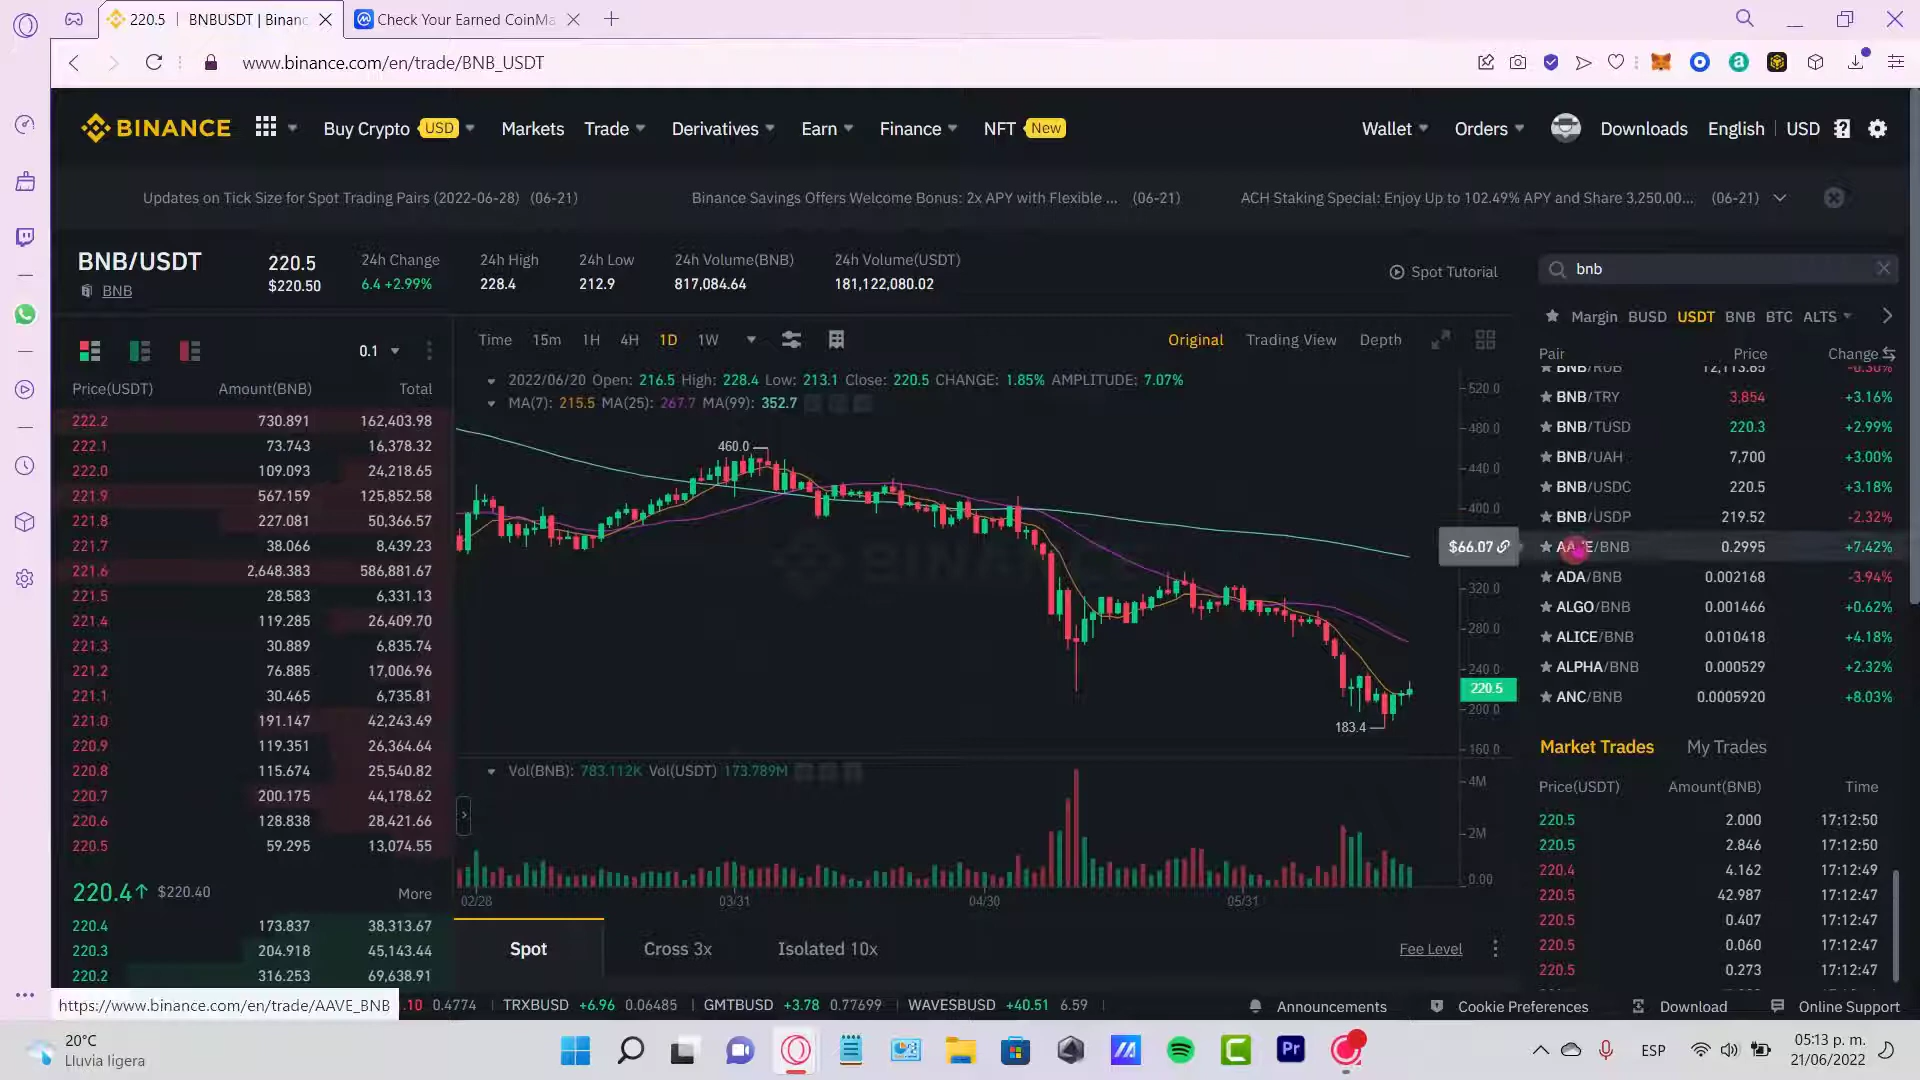 220.5 | BNBUSDT | Binanc
Check Your Earned CoinMa
www.binance.com/en/trade/BNB_USDT
BINANCE
Buy Crypto USD Markets Trade Derivatives Earn Finance NFT New
Wallet Orders Downloads English USD
Updates on Tick Size for Spot Trading Pairs (2022-06-28) (06-21)
Binance Savings Offers Welcome Bonus: 2x APY with Flexible ... (06-21)
ACH Staking Special: Enjoy Up to 102.49% APY and Share 3,250,00... (06-21)
BNB/USDT
BNB
220.5
$220.50
24h Change
6.4 +2.99%
24h High
228.4
24h Low
212.9
24h Volume(BNB)
817,084.64
24h Volume(USDT)
181,122,080.02
Spot Tutorial
0.1
Price(USDT) Amount(BNB) Total
222.2 730.891 162,403.98
222.1 73.743 16,378.32
222.0 109.093 24,218.65
221.9 567.159 125,852.58
221.8 227.081 50,366.57
221.7 38.066 8,439.23
221.6 2,648.383 586,881.67
221.5 28.583 6,331.13
221.4 119.285 26,409.70
221.3 30.889 6,835.74
221.2 76.885 17,006.96
221.1 30.465 6,735.81
221.0 191.147 42,243.49
220.9 119.351 26,364.64
220.8 115.674 25,540.82
220.7 200.175 44,178.62
220.6 128.838 28,421.66
220.5 59.295 13,074.55
220.4↑ $220.40 More
220.4 173.837 38,313.67
220.3 204.918 45,143.44
220.2 316.253 69,638.91
Time 15m 1H 4H 1D 1W
Original Trading View Depth
2022/06/20 Open: 216.5 High: 228.4 Low: 213.1 Close: 220.5 CHANGE: 1.85% AMPLITUDE: 7.07%
MA(7): 215.5 MA(25): 267.7 MA(99): 352.7
BINANCE
460.0
183.4
520.0
480.0
440.0
400.0
320.0
280.0
240.0
220.5
200.0
160.0
Vol(BNB): 783.112K Vol(USDT) 173.789M
4M
2M
0.00
02/28 03/31 04/30 05/31
Spot Cross 3x Isolated 10x
Fee Level
bnb
Margin BUSD USDT BNB BTC ALTS
Pair Price Change
BNB/RUB 12,113.85 -0.30%
BNB/TRY 3,854 +3.16%
BNB/TUSD 220.3 +2.99%
BNB/UAH 7,700 +3.00%
BNB/USDC 220.5 +3.18%
BNB/USDP 219.52 -2.32%
$66.07
/BNB 0.2995 +7.42%
ADA/BNB 0.002168 -3.94%
ALGO/BNB 0.001466 +0.62%
ALICE/BNB 0.010418 +4.18%
ALPHA/BNB 0.000529 +2.32%
ANC/BNB 0.0005920 +8.03%
Market Trades My Trades
Price(USDT) Amount(BNB) Time
220.5 2.000 17:12:50
220.5 2.846 17:12:50
220.4 4.162 17:12:49
220.5 42.987 17:12:47
220.5 0.407 17:12:47
220.5 0.060 17:12:47
220.5 0.273 17:12:47
https://www.binance.com/en/trade/AAVE_BNB
.10 0.4774 TRXBUSD +6.96 0.06485 GMTBUSD +3.78 0.77699 WAVESBUSD +40.51 6.59
Announcements Cookie Preferences Download Online Support
20°C
Lluvia ligera
Pr
ESP
05:13 p. m.
21/06/2022